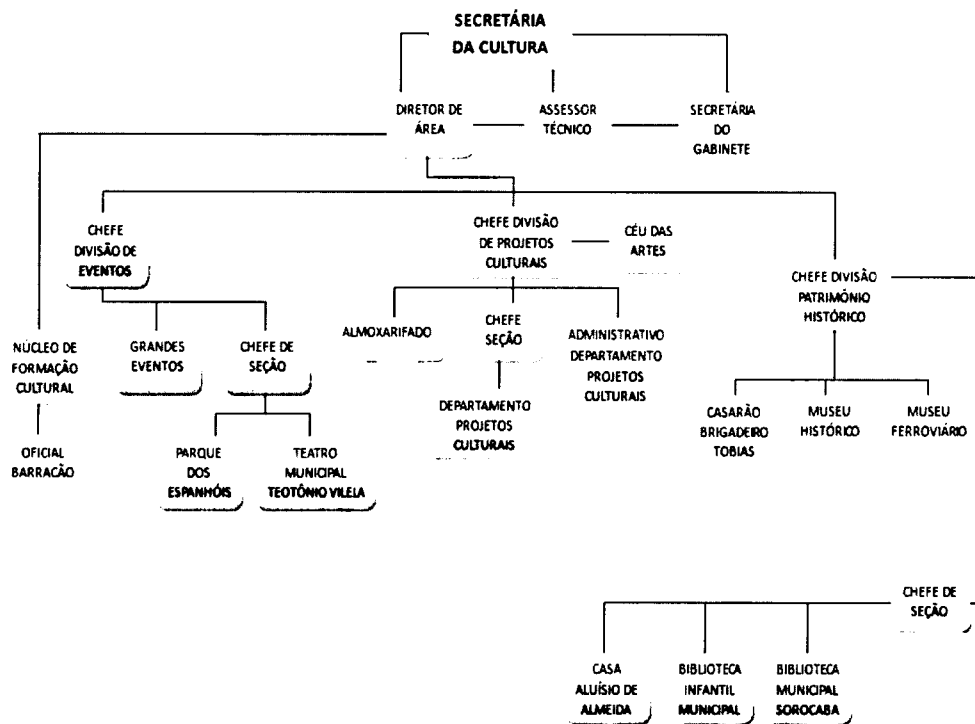 SECRETÁRIA
DA CULTURA
DIRETOR DE
ÁREA
ASSESSOR
TÉCNICO
SECRETÁRIA
DO
GABINETE
CHEFE
DIVISÃO DE
EVENTOS
CHEFE DIVISÃO
DE PROJETOS
CULTURAIS
CÉU DAS
ARTES
CHEFE DIVISÃO
PATRIMÔNIO
HISTÓRICO
NÚCLEO DE
FORMAÇÃO
CULTURAL
GRANDES
EVENTOS
CHEFE DE
SEÇÃO
ALMOXARIFADO
CHEFE
SEÇÃO
ADMINISTRATIVO
DEPARTAMENTO
PROJETOS
CULTURAIS
OFICIAL
BARRACÃO
PARQUE
DOS
ESPANHÓIS
TEATRO
MUNICIPAL
TEOTÔNIO VILELA
DEPARTAMENTO
PROJETOS
CULTURAIS
CASARÃO
BRIGADEIRO
TOBIAS
MUSEU
HISTÓRICO
MUSEU
FERROVIÁRIO
CHEFE DE
SEÇÃO
CASA
ALUÍSIO DE
ALMEIDA
BIBLIOTECA
INFANTIL
MUNICIPAL
BIBLIOTECA
MUNICIPAL
SOROCABA